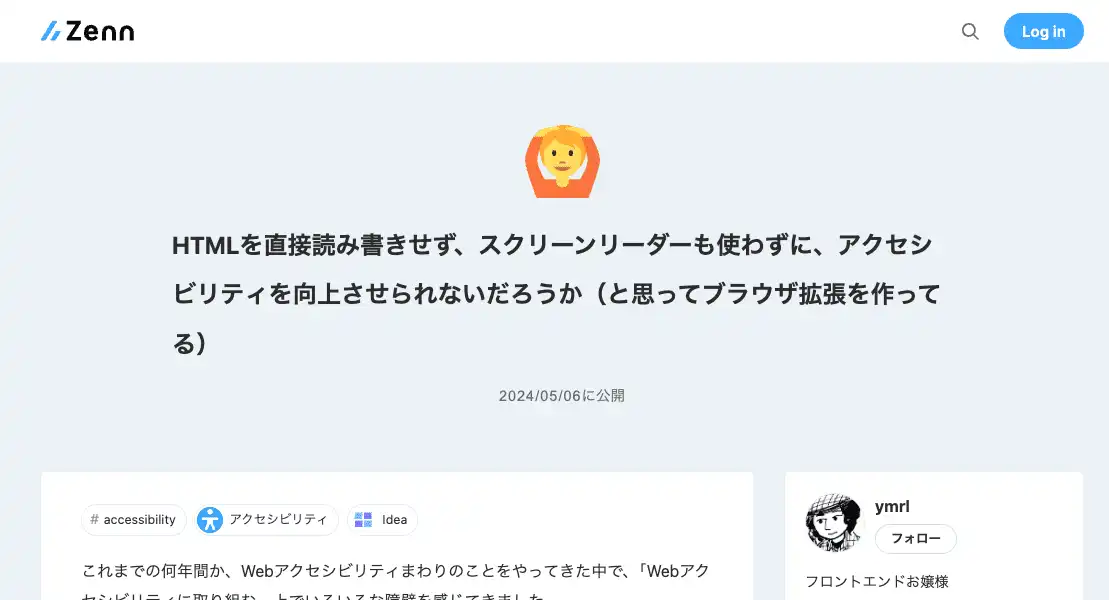 Zenn
Log in
HTMLを直接読み書きせず、スクリーンリーダーも使わずに、アクセシ
ビリティを向上させられないだろうか（と思ってブラウザ拡張を作って
る）
2024/05/06に公開
# accessibility
アクセシビリティ
Idea
ymrl
フォロー
フロントエンドお嬢様
これまでの何年間か、Webアクセシビリティまわりのことをやってきた中で、「Webアク
セシビリティに取り組む」上でいろいろな障壁を感じてきました